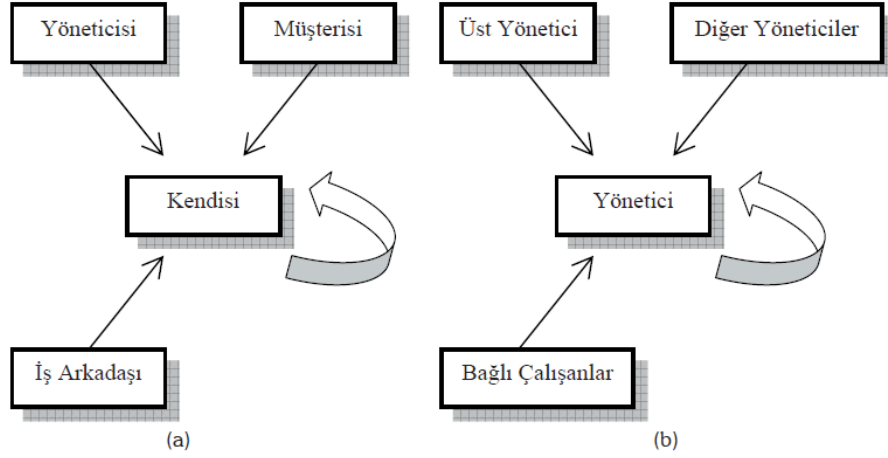 Yöneticisi
Müşterisi
Kendisi
İş Arkadaşı
(a)
Üst Yönetici
Diğer Yöneticiler
Yönetici
Bağlı Çalışanlar
(b)